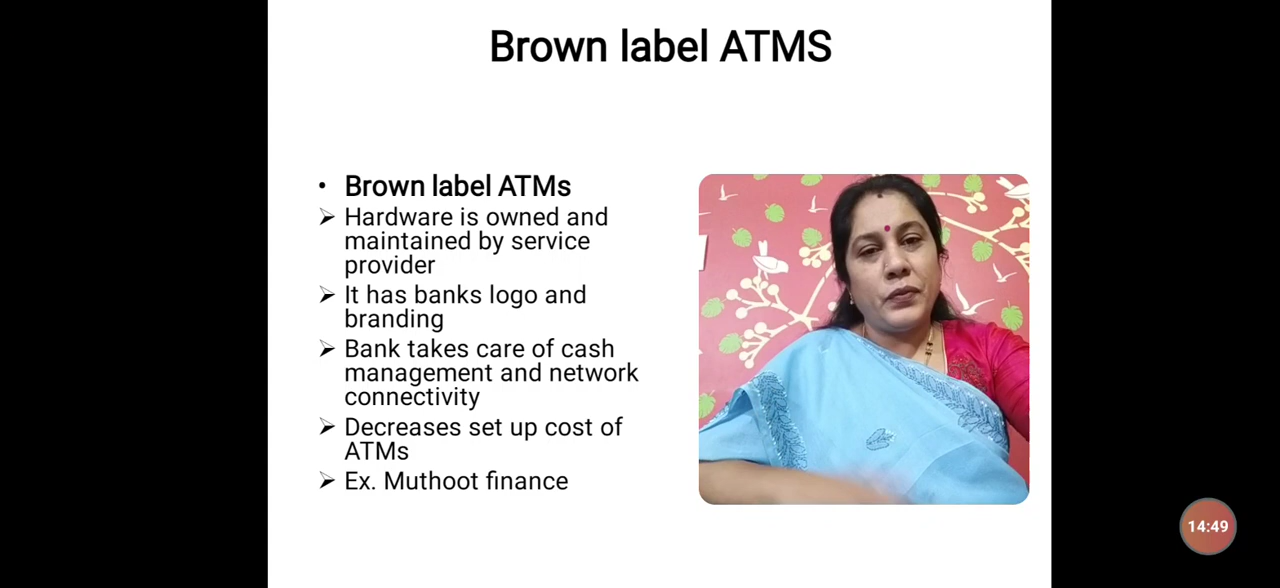 Brown label ATMS
• Brown label ATMs
➢ Hardware is owned and
maintained by service
provider
➢ It has banks logo and
branding
➢ Bank takes care of cash
management and network
connectivity
➢ Decreases set up cost of
ATMs
➢ Ex. Muthoot finance
14:49